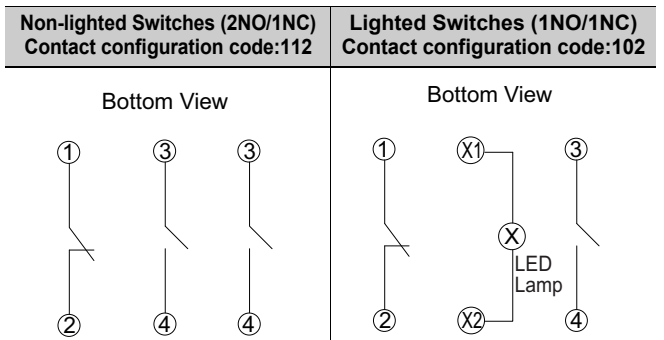 Non-lighted Switches (2NO/1NC)
Contact configuration code:112
Lighted Switches (1NO/1NC)
Contact configuration code:102
Bottom View
1 3 3
2 4 4
Bottom View
1 X1 3
X
LED
Lamp
2 X2 4